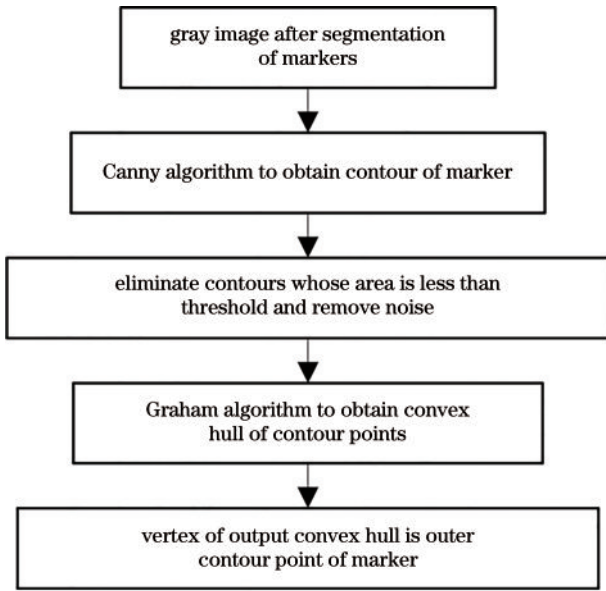 gray image after segmentation
of markers
Canny algorithm to obtain contour of marker
eliminate contours whose area is less than
threshold and remove noise
Graham algorithm to obtain convex
hull of contour points
vertex of output convex hull is outer
contour point of marker